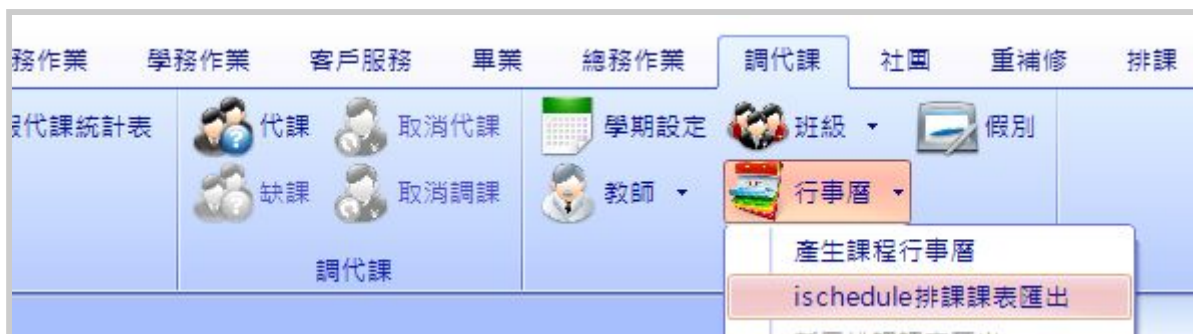 務作業 學務作業 客戶服務 畢業 總務作業 調代課 社團 重補修 排課
代課統計表 代課 取消代課 學期設定 班級 假別
缺課 取消調課 教師 行事曆
調代課
產生課程行事曆
ischedule排課課表匯出